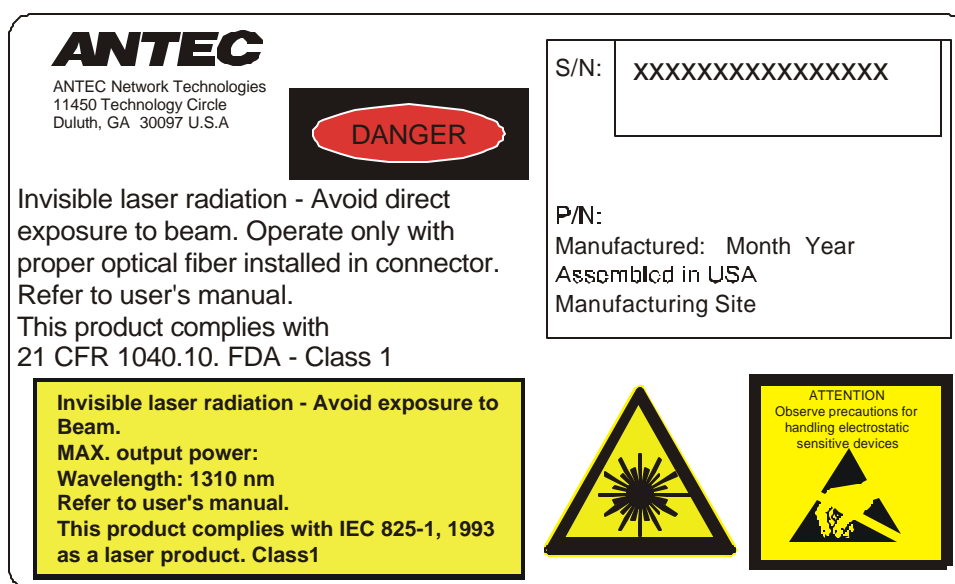 ANTEC
ANTEC Network Technologies
11450 Technology Circle
Duluth, GA 30097 U.S.A
DANGER
Invisible laser radiation - Avoid direct
exposure to beam. Operate only with
proper optical fiber installed in connector.
Refer to user's manual.
This product complies with
21 CFR 1040.10. FDA - Class 1
S/N: XXXXXXXXXXXXXXXX
P/N:
Manufactured: Month Year
Assembled in USA
Manufacturing Site
Invisible laser radiation - Avoid exposure to
Beam.
MAX. output power:
Wavelength: 1310 nm
Refer to user's manual.
This product complies with IEC 825-1, 1993
as a laser product. Class1
ATTENTION
Observe precautions for
handling electrostatic
sensitive devices